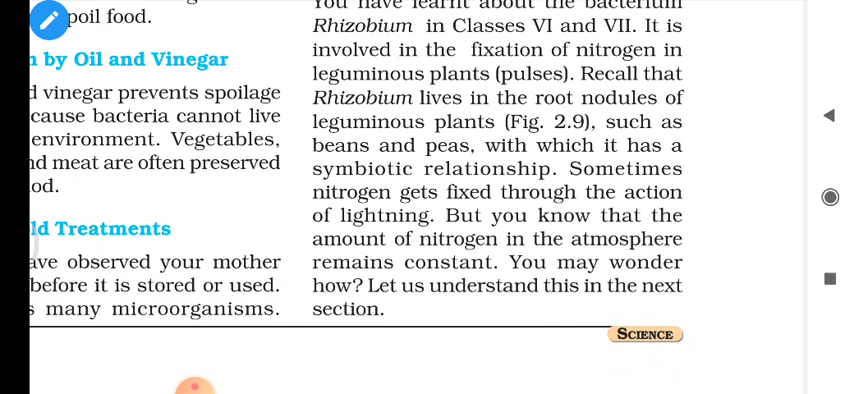 poil food.
n by Oil and Vinegar
d vinegar prevents spoilage
cause bacteria cannot live
environment. Vegetables,
nd meat are often preserved
od.
ld Treatments
ave observed your mother
before it is stored or used.
s many microorganisms.
You have learnt about the bacterium
Rhizobium in Classes VI and VII. It is
involved in the fixation of nitrogen in
leguminous plants (pulses). Recall that
Rhizobium lives in the root nodules of
leguminous plants (Fig. 2.9), such as
beans and peas, with which it has a
symbiotic relationship. Sometimes
nitrogen gets fixed through the action
of lightning. But you know that the
amount of nitrogen in the atmosphere
remains constant. You may wonder
how? Let us understand this in the next
section.
SCIENCE